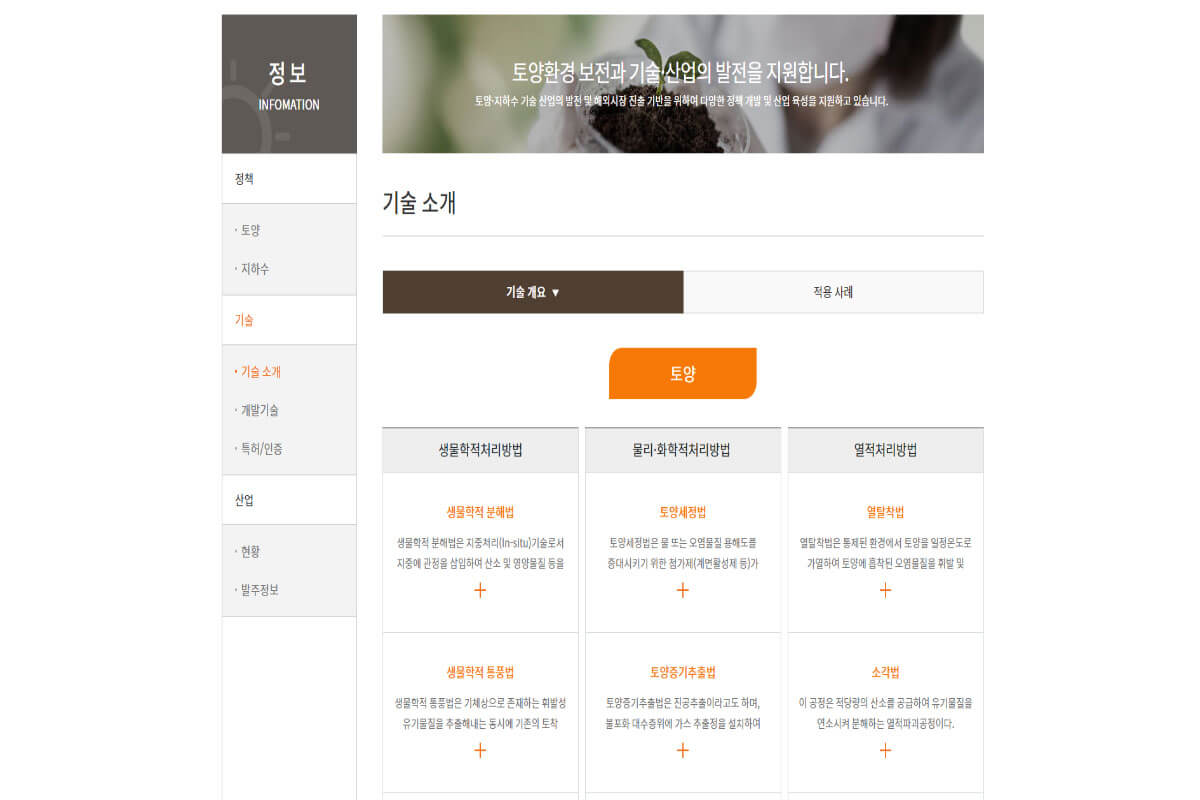 정보
INFOMATION
정책
· 토양
· 지하수
기술
· 기술 소개
· 개발기술
· 특허/인증
산업
· 현황
· 발주정보
토양환경 보전과 기술·산업의 발전을 지원합니다.
토양·지하수 기술 산업의 발전 및 해외시장 진출 기반을 위하여 다양한 정책 개발 및 산업 육성을 지원하고 있습니다.
기술 소개
기술 개요 ▼
적용 사례
토양
생물학적처리방법
생물학적 분해법
생물학적 분해법은 지중처리(In-situ)기술로서
지중에 관정을 삽입하여 산소 및 영양물질 등을
+
생물학적 통풍법
생물학적 통풍법은 기체상으로 존재하는 휘발성
유기물질을 추출해내는 동시에 기존의 토착
+
물리·화학적처리방법
토양세정법
토양세정법은 물 또는 오염물질 용해도를
증대시키기 위한 첨가제(계면활성제 등)가
+
토양증기추출법
토양증기추출법은 진공추출이라고도 하며,
불포화 대수층위에 가스 추출정을 설치하여
+
열적처리방법
열탈착법
열탈착법은 통제된 환경에서 토양을 일정온도로
가열하여 토양에 흡착된 오염물질을 휘발 및
+
소각법
이 공정은 적당량의 산소를 공급하여 유기물질을
연소시켜 분해하는 열적파괴공정이다.
+